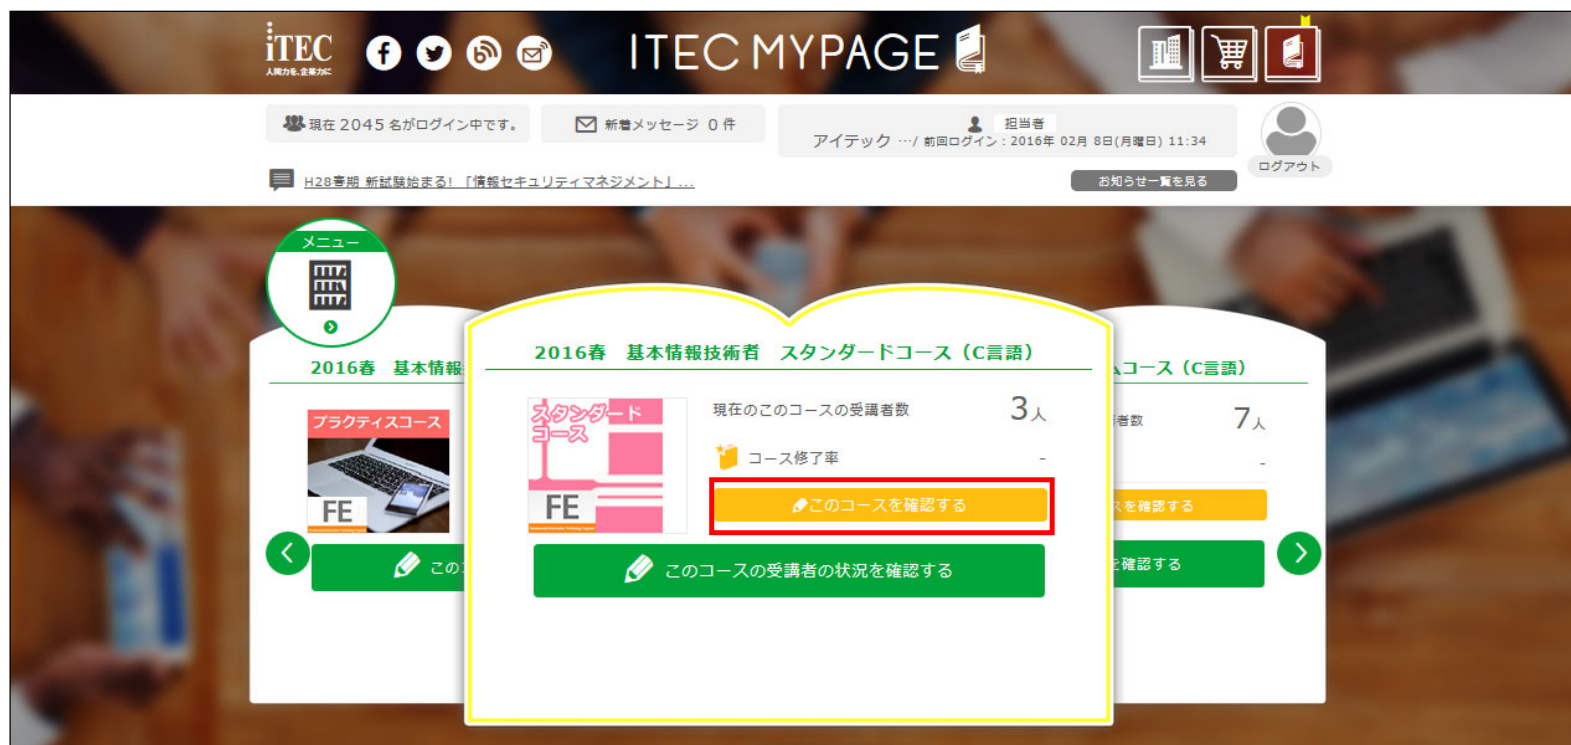 iTEC
人間力を、企業力に
ITEC MYPAGE
現在 2045 名がログイン中です。
新着メッセージ 0 件
担当者
アイテック …/ 前回ログイン : 2016年 02月 8日(月曜日) 11:34
ログアウト
H28春期 新試験始まる! 「情報セキュリティマネジメント」...
お知らせ一覧を見る
メニュー
2016春 基本情報
プラクティスコース
FE
この
2016春 基本情報技術者 スタンダードコース（C言語）
スタンダード
コース
FE
現在のこのコースの受講者数 3人
コース修了率 -
このコースを確認する
このコースの受講者の状況を確認する
コース（C言語）
者数 7人
-
スを確認する
確認する